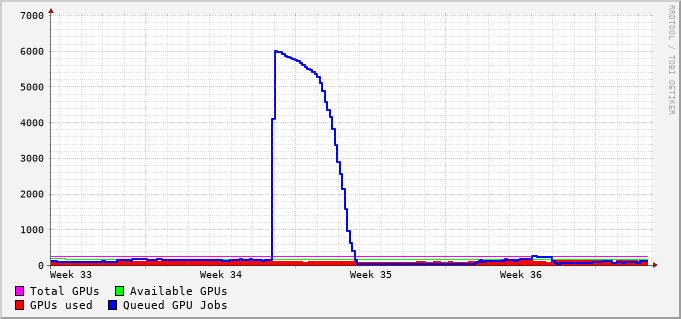 7000
6000
5000
4000
3000
2000
1000
0
Week 33 Week 34 Week 35 Week 36
Total GPUs Available GPUs
GPUs used Queued GPU Jobs
RRDTOOL / TOBI OETIKER